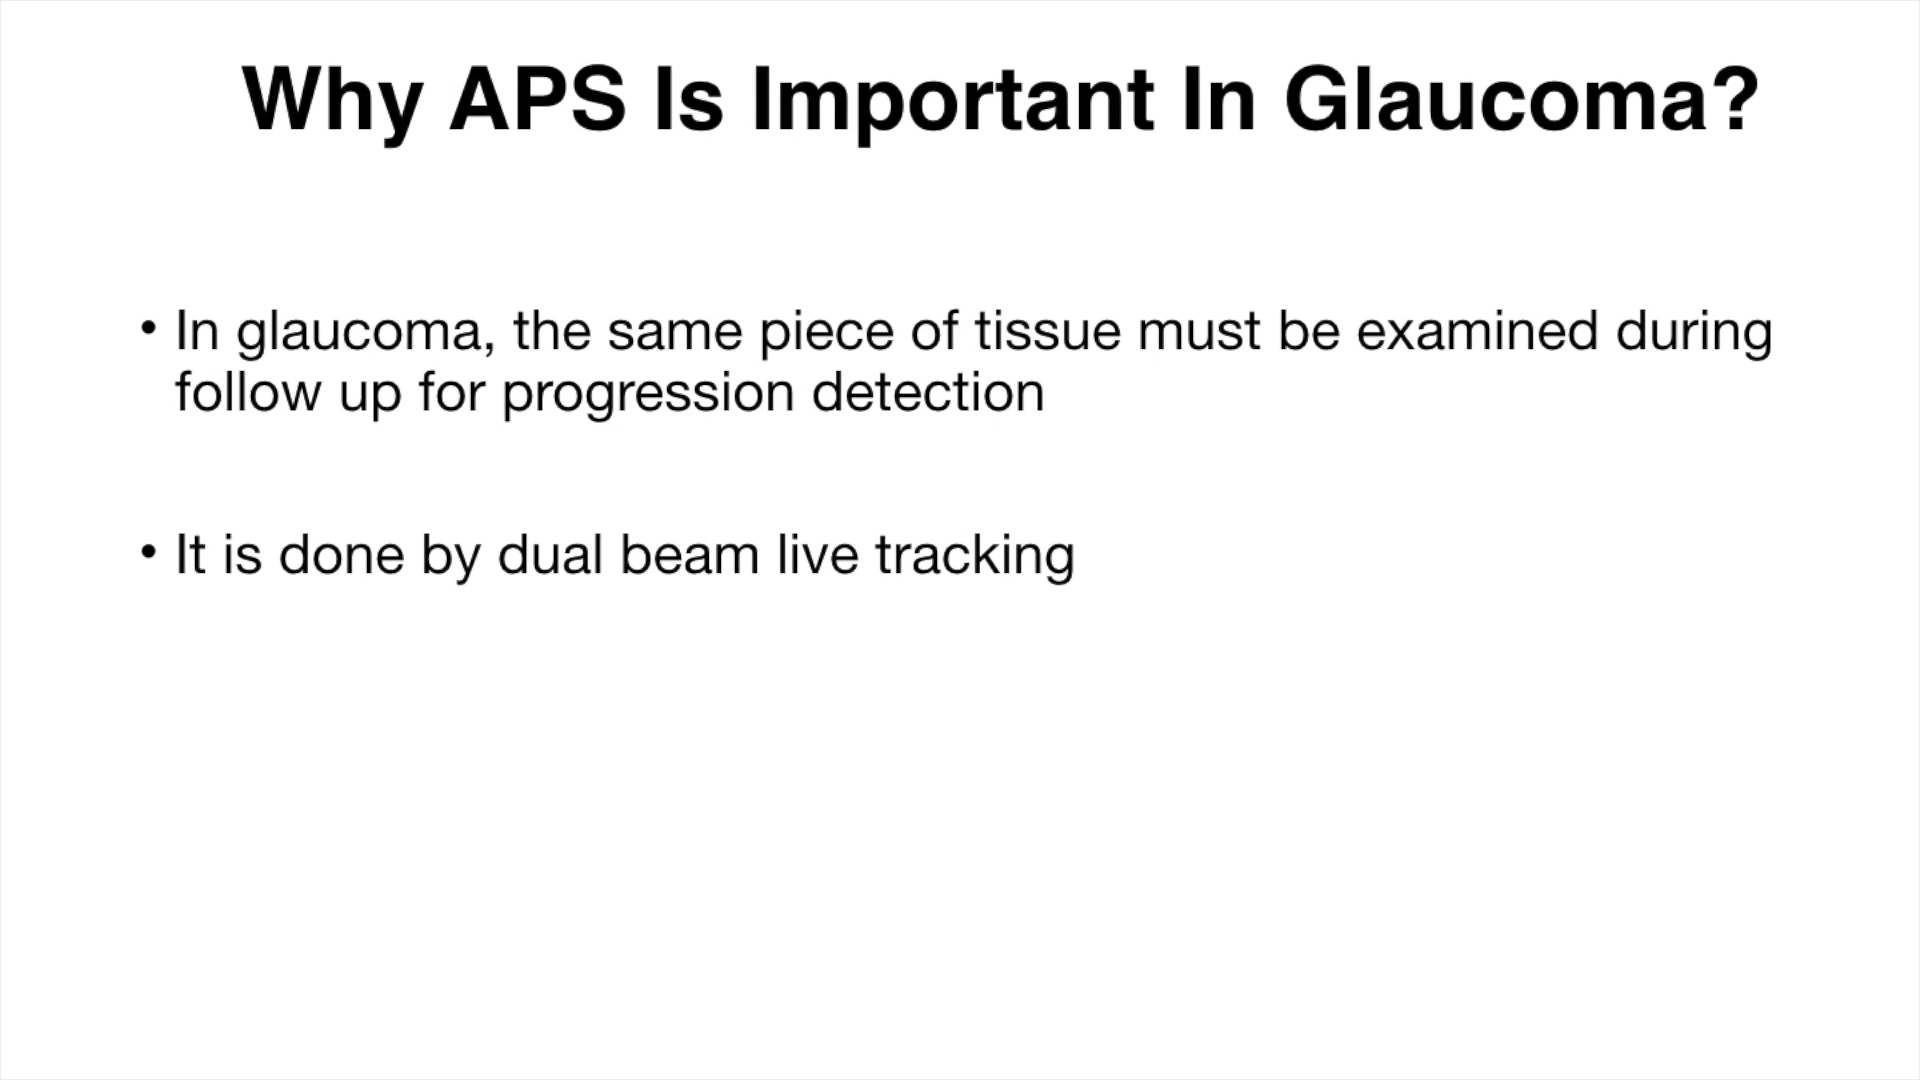 Why APS Is Important In Glaucoma?
• In glaucoma, the same piece of tissue must be examined during
follow up for progression detection
• It is done by dual beam live tracking